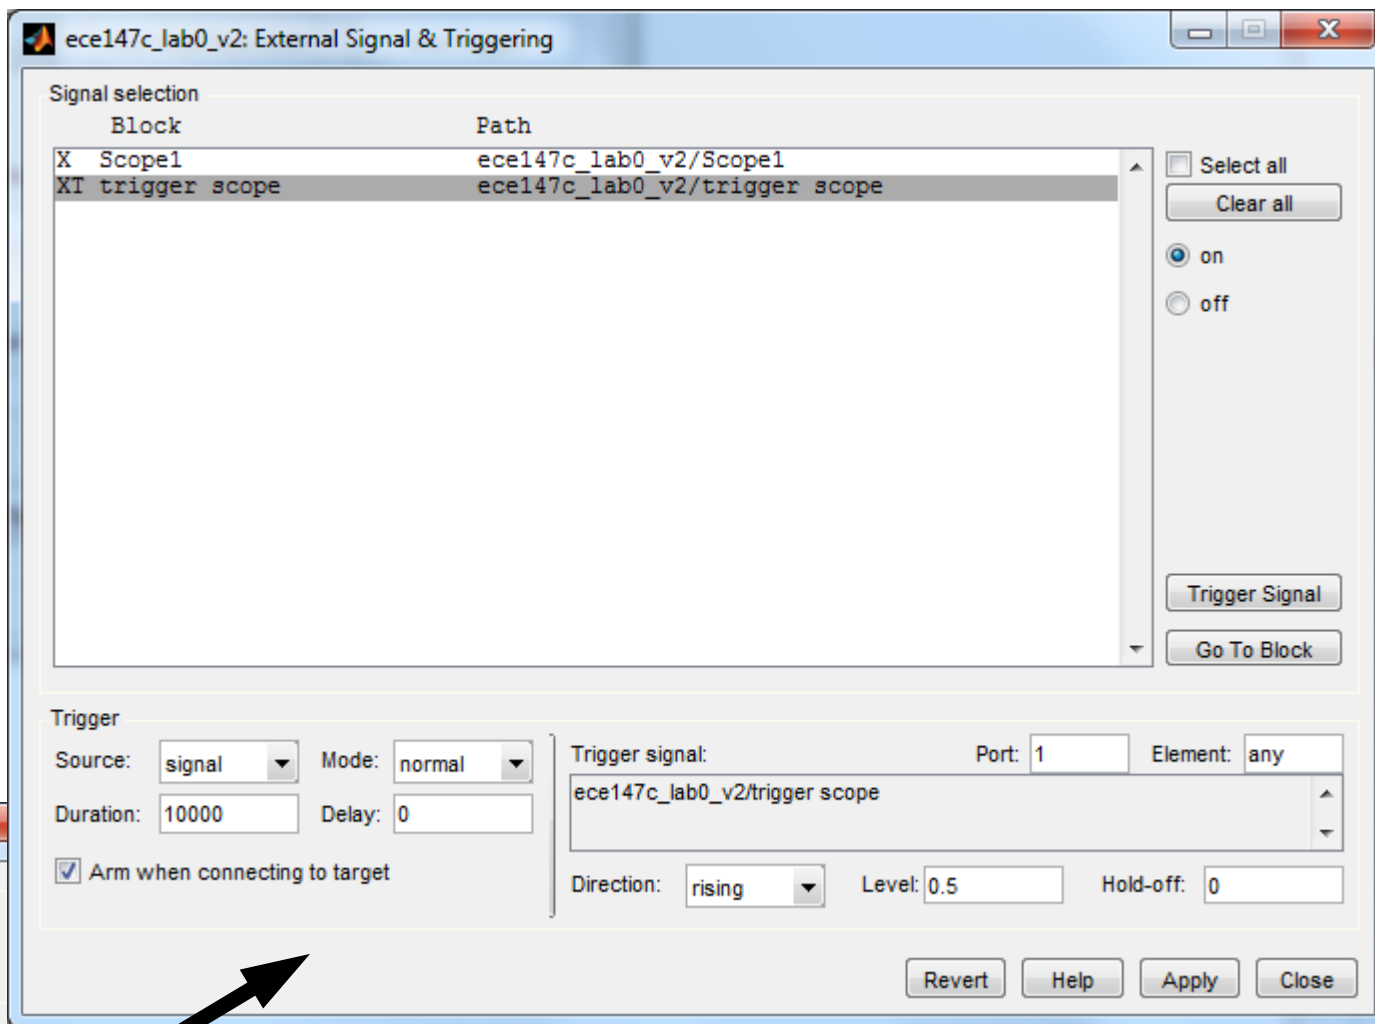 ece147c_lab0_v2: External Signal & Triggering
Signal selection
Block Path
X Scope1 ece147c_lab0_v2/Scope1
XT trigger scope ece147c_lab0_v2/trigger scope
Select all
Clear all
on
off
Trigger Signal
Go To Block
Trigger
Source: signal Mode: normal
Duration: 10000 Delay: 0
Arm when connecting to target
Trigger signal: Port: 1 Element: any
ece147c_lab0_v2/trigger scope
Direction: rising Level: 0.5 Hold-off: 0
Revert Help Apply Close